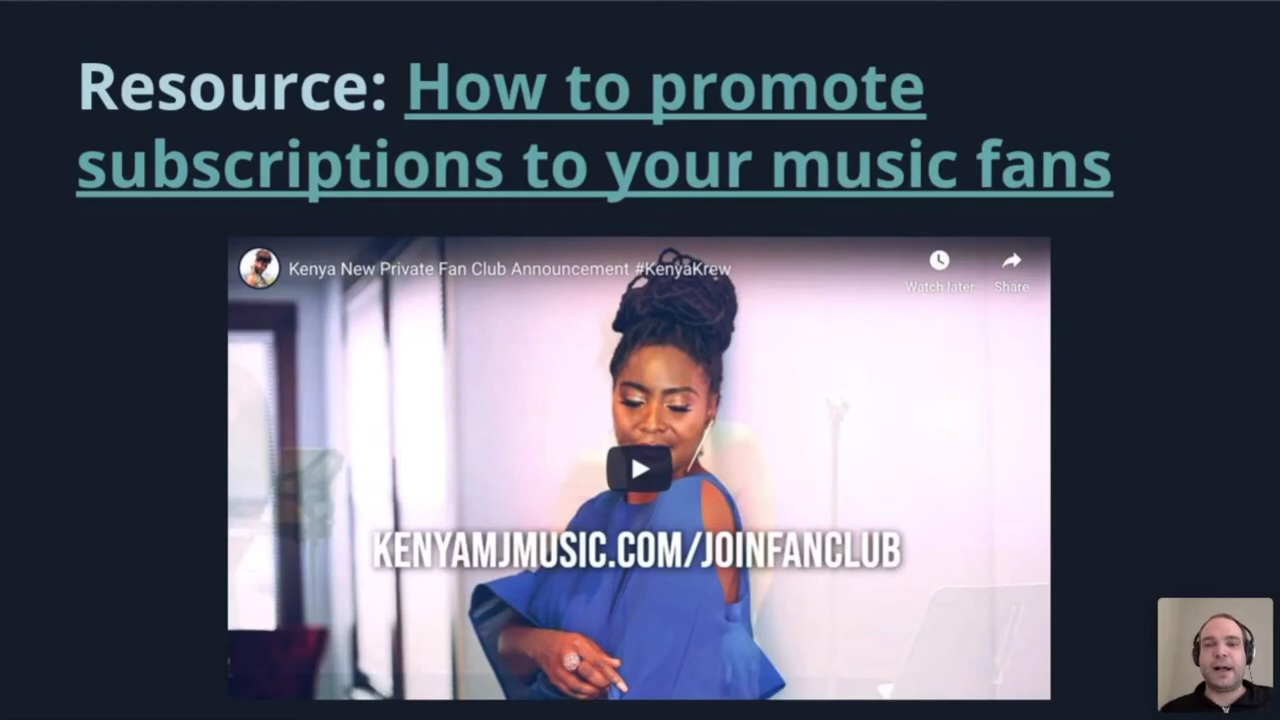 Resource: How to promote
subscriptions to your music fans
Kenya New Private Fan Club Announcement #KenyaKrew
Watch later
Share
KENYAMJMUSIC.COM/JOINFANCLUB